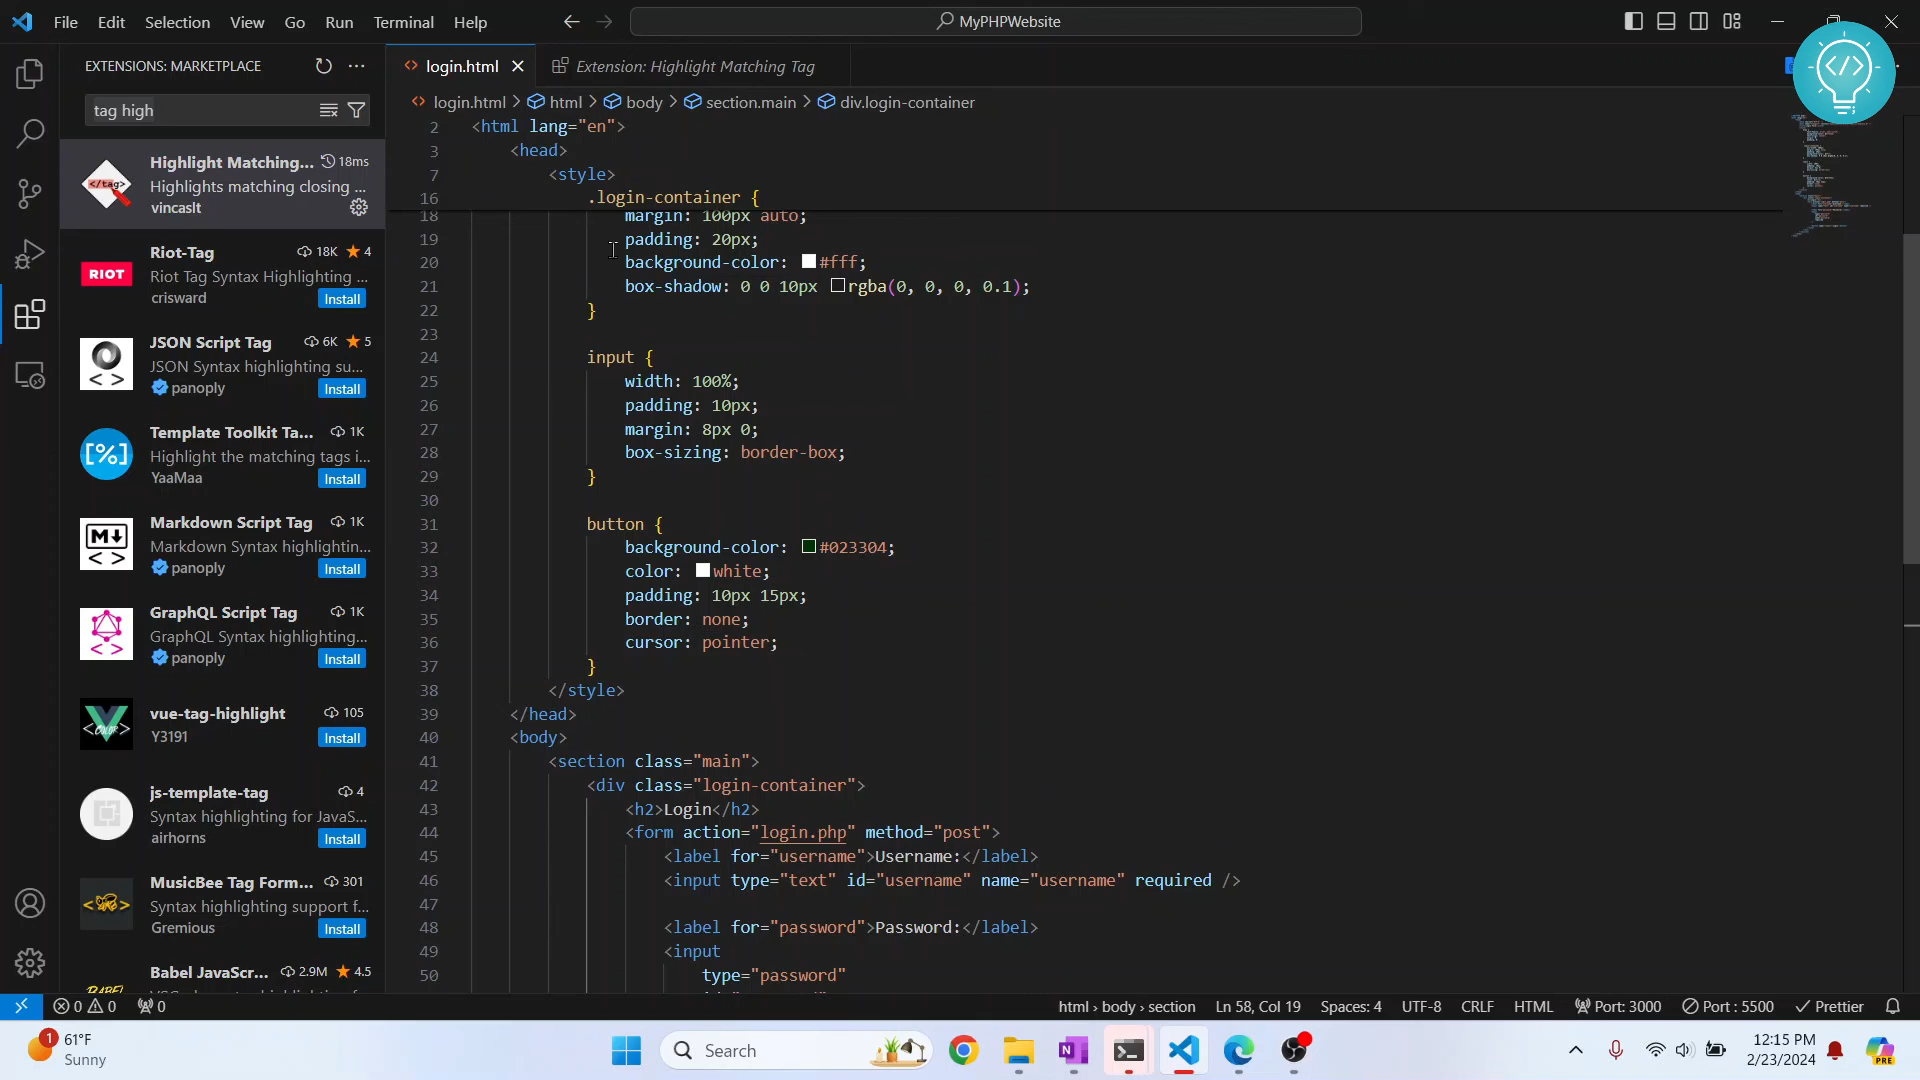 File Edit Selection View Go Run Terminal Help
MyPHPWebsite
EXTENSIONS: MARKETPLACE
tag high
Highlight Matching... 18ms
Highlights matching closing ...
vincaslt
Riot-Tag 18K 4
Riot Tag Syntax Highlighting ...
crisward Install
JSON Script Tag 6K 5
JSON Syntax highlighting su...
panoply Install
Template Toolkit Ta... 1K
Highlight the matching tags i...
YaaMaa Install
Markdown Script Tag 1K
Markdown Syntax highlightin...
panoply Install
GraphQL Script Tag 1K
GraphQL Syntax highlighting...
panoply Install
vue-tag-highlight 105
Y3191 Install
js-template-tag 4
Syntax highlighting for JavaS...
airhorns Install
MusicBee Tag Form... 301
Syntax highlighting support f...
Gremious Install
Babel JavaScr... 2.9M 4.5
login.html
Extension: Highlight Matching Tag
login.html > html > body > section.main > div.login-container
2 <html lang="en">
3 <head>
7 <style>
16 .login-container {
18 margin: 100px auto;
19 padding: 20px;
20 background-color: #fff;
21 box-shadow: 0 0 10px rgba(0, 0, 0, 0.1);
22 }
23
24 input {
25 width: 100%;
26 padding: 10px;
27 margin: 8px 0;
28 box-sizing: border-box;
29 }
30
31 button {
32 background-color: #023304;
33 color: white;
34 padding: 10px 15px;
35 border: none;
36 cursor: pointer;
37 }
38 </style>
39 </head>
40 <body>
41 <section class="main">
42 <div class="login-container">
43 <h2>Login</h2>
44 <form action="login.php" method="post">
45 <label for="username">Username:</label>
46 <input type="text" id="username" name="username" required />
47
48 <label for="password">Password:</label>
49 <input
50 type="password"
0 0 0 html > body > section Ln 58, Col 19 Spaces: 4 UTF-8 CRLF HTML Port: 3000 Port : 5500 Prettier
1 61°F
Sunny
Search
12:15 PM
2/23/2024
PRE